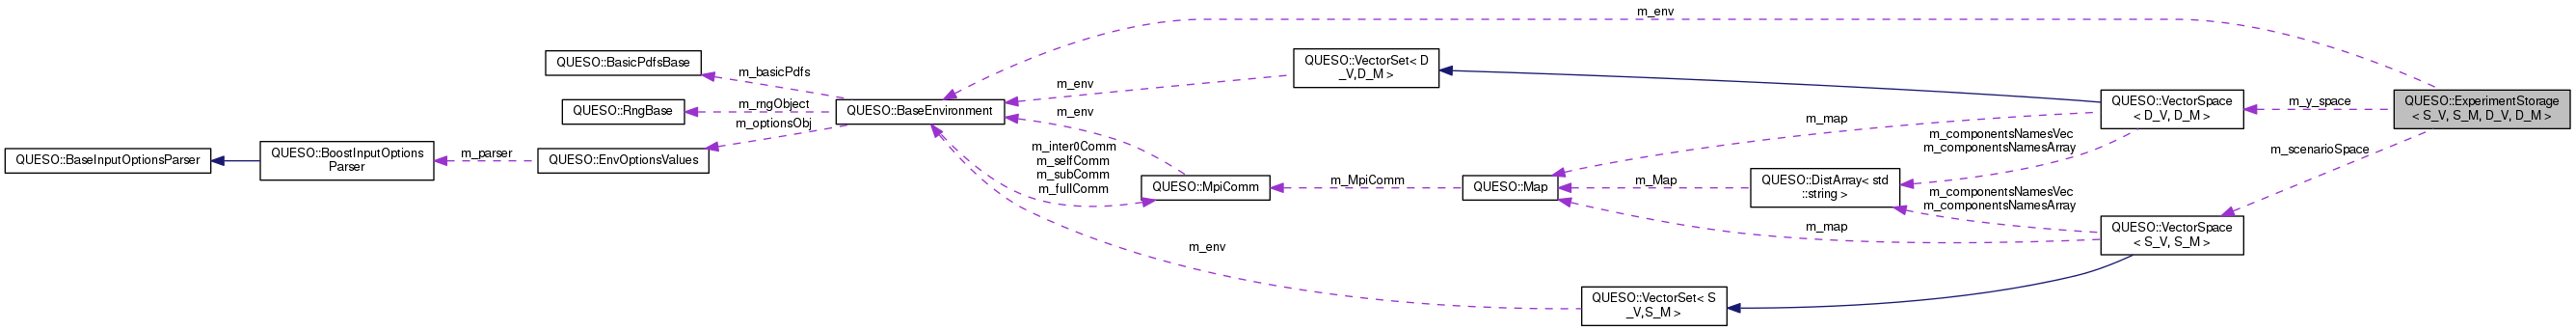 m_env
QUESO::BasicPdfsBase
m_basicPdfs
QUESO::VectorSet< D
_V,D_M >
m_env
QUESO::RngBase
m_rngObject
QUESO::BaseEnvironment
m_env
m_optionsObj
m_map
QUESO::VectorSpace
< D_V, D_M >
m_y_space
QUESO::ExperimentStorage
< S_V, S_M, D_V, D_M >
m_componentsNamesVec
m_componentsNamesArray
m_scenarioSpace
QUESO::BaseInputOptionsParser
QUESO::BoostInputOptions
Parser
m_parser
QUESO::EnvOptionsValues
m_inter0Comm
m_selfComm
m_subComm
m_fullComm
QUESO::MpiComm
m_MpiComm
QUESO::Map
m_Map
QUESO::DistArray< std
::string >
m_componentsNamesVec
m_componentsNamesArray
m_map
QUESO::VectorSpace
< S_V, S_M >
m_env
QUESO::VectorSet< S
_V,S_M >